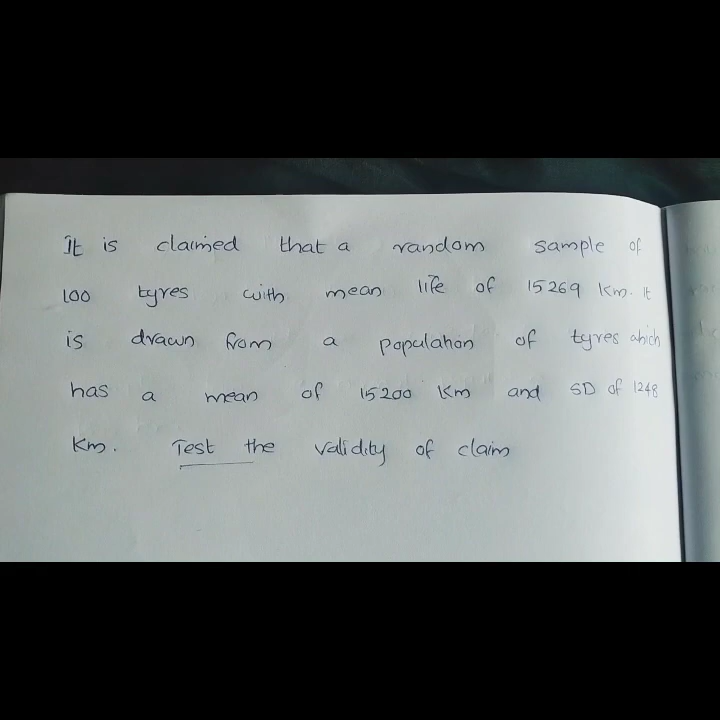 It is claimed that a random sample of
100 tyres with mean life of 15269 Km. It
is drawn from a population of tyres which
has a mean of 15200 Km and SD of 1248
Km. Test the validity of claim